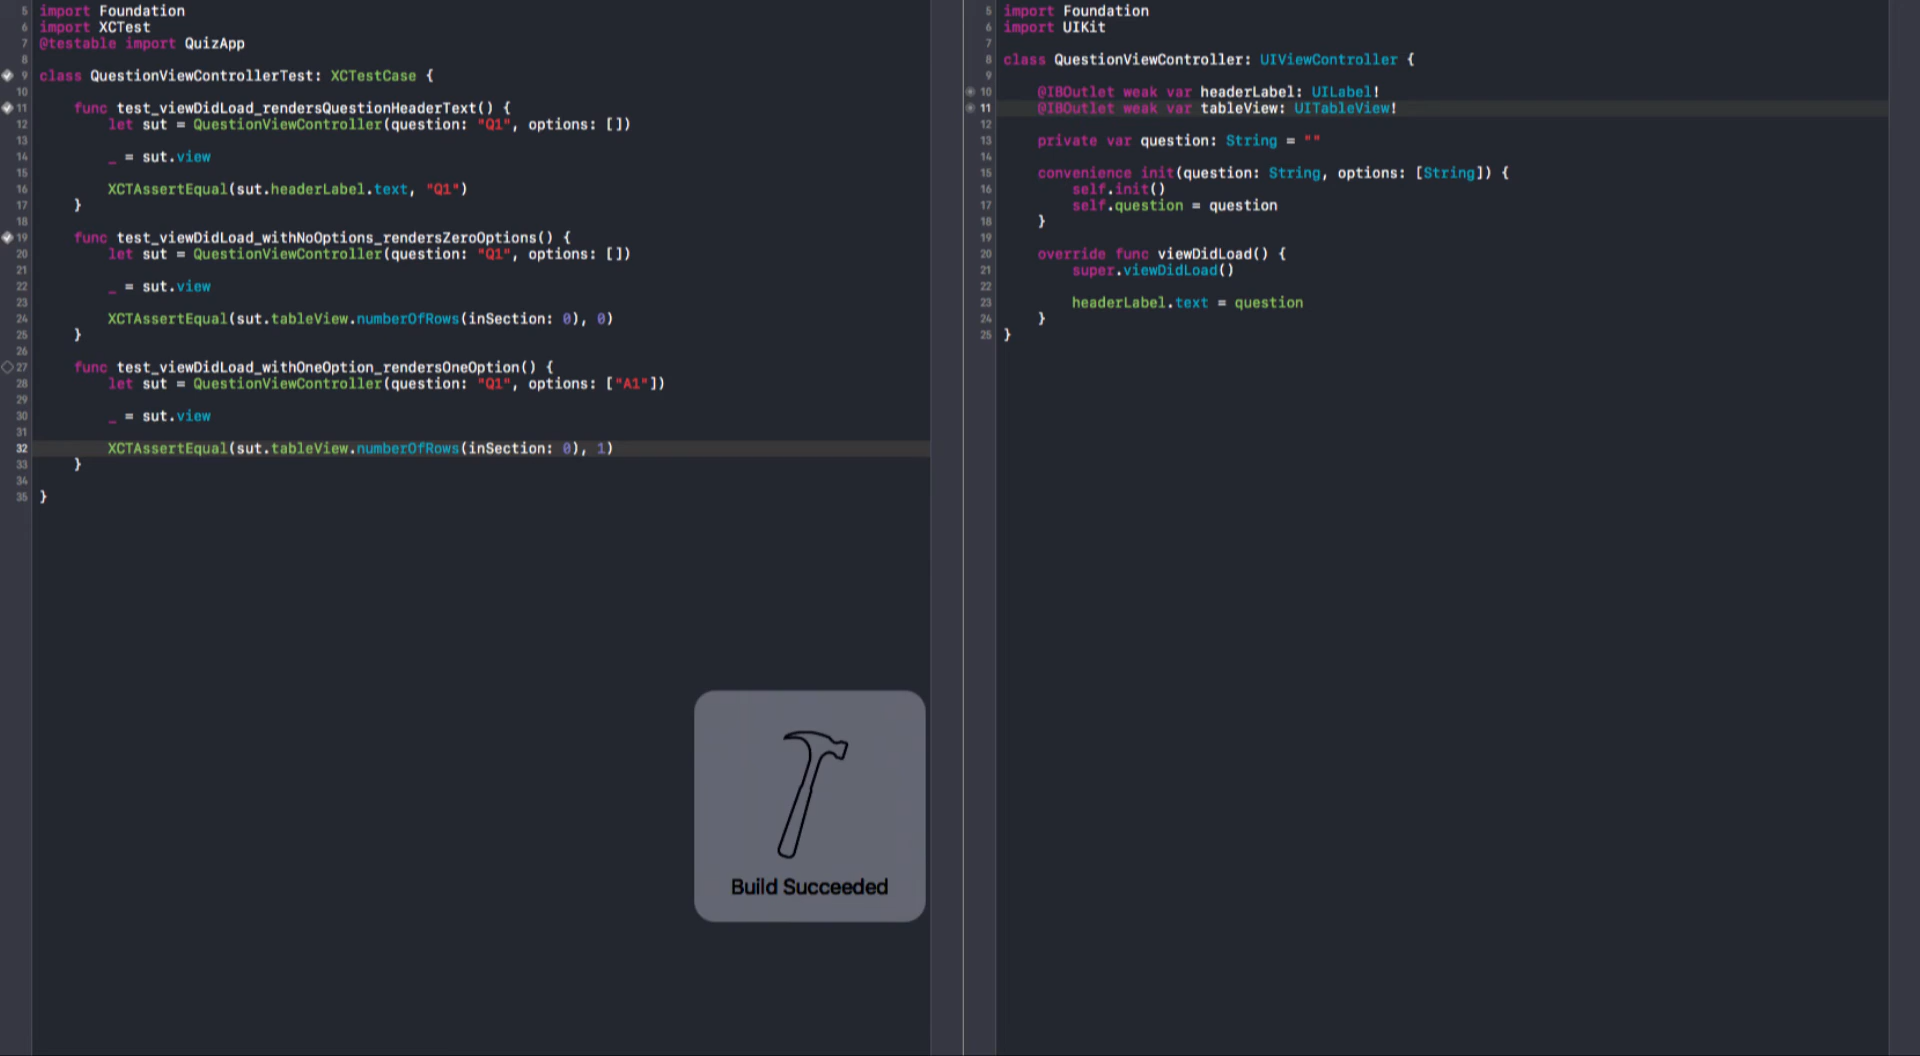 5 import Foundation
6 import XCTest
7 @testable import QuizApp
8
9 class QuestionViewControllerTest: XCTestCase {
10
11 func test_viewDidLoad_rendersQuestionHeaderText() {
12 let sut = QuestionViewController(question: "Q1", options: [])
13
14 _ = sut.view
15
16 XCTAssertEqual(sut.headerLabel.text, "Q1")
17 }
18
19 func test_viewDidLoad_withNoOptions_rendersZeroOptions() {
20 let sut = QuestionViewController(question: "Q1", options: [])
21
22 _ = sut.view
23
24 XCTAssertEqual(sut.tableView.numberOfRows(inSection: 0), 0)
25 }
26
27 func test_viewDidLoad_withOneOption_rendersOneOption() {
28 let sut = QuestionViewController(question: "Q1", options: ["A1"])
29
30 _ = sut.view
31
32 XCTAssertEqual(sut.tableView.numberOfRows(inSection: 0), 1)
33 }
34
35 }
Build Succeeded
5 import Foundation
6 import UIKit
7
8 class QuestionViewController: UIViewController {
9
10 @IBOutlet weak var headerLabel: UILabel!
11 @IBOutlet weak var tableView: UITableView!
12
13 private var question: String = ""
14
15 convenience init(question: String, options: [String]) {
16 self.init()
17 self.question = question
18 }
19
20 override func viewDidLoad() {
21 super.viewDidLoad()
22
23 headerLabel.text = question
24 }
25 }